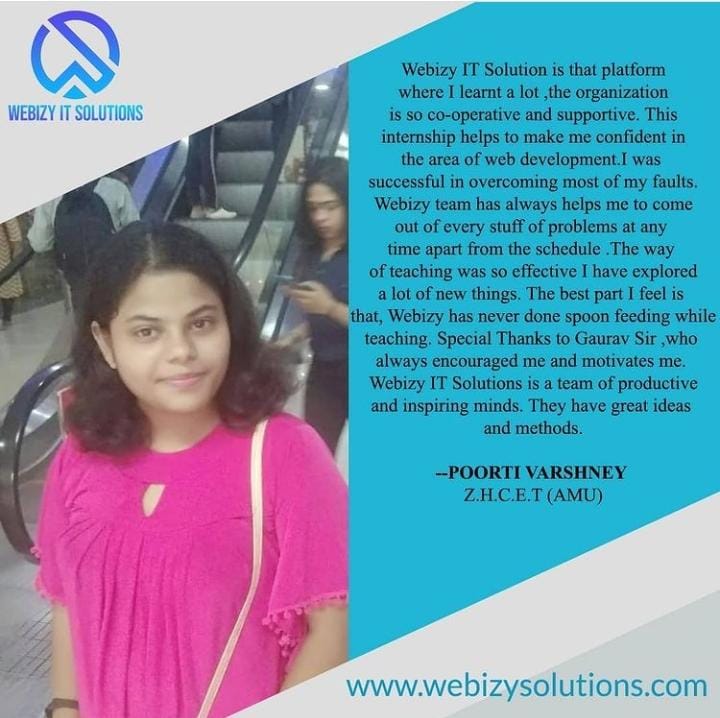 WEBIZY IT SOLUTIONS
Webizy IT Solution is that platform
where I learnt a lot ,the organization
is so co-operative and supportive. This
internship helps to make me confident in
the area of web development.I was
successful in overcoming most of my faults.
Webizy team has always helps me to come
out of every stuff of problems at any
time apart from the schedule .The way
of teaching was so effective I have explored
a lot of new things. The best part I feel is
that, Webizy has never done spoon feeding while
teaching. Special Thanks to Gaurav Sir ,who
always encouraged me and motivates me.
Webizy IT Solutions is a team of productive
and inspiring minds. They have great ideas
and methods.
--POORTI VARSHNEY
Z.H.C.E.T (AMU)
www.webizysolutions.com